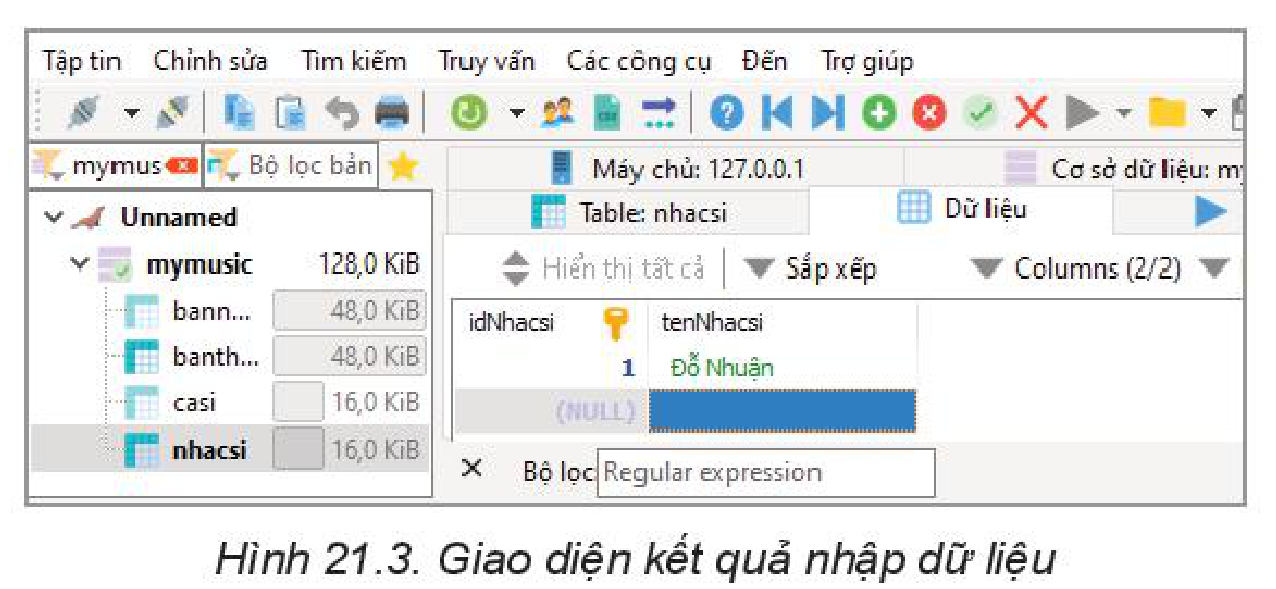 Tập tin Chỉnh sửa Tìm kiếm Truy vấn Các công cụ Đến Trợ giúp
mymus Bộ lọc bản Máy chủ: 127.0.0.1 Cơ sở dữ liệu: my
Unnamed Table: nhacsi Dữ liệu
mymusic 128,0 KiB Hiển thị tất cả Sắp xếp Columns (2/2)
bann... 48,0 KiB idNhacsi tenNhacsi
banth... 48,0 KiB 1 Đỗ Nhuận
casi 16,0 KiB (NULL)
nhacsi 16,0 KiB
Bộ lọc: Regular expression
Hình 21.3. Giao diện kết quả nhập dữ liệu